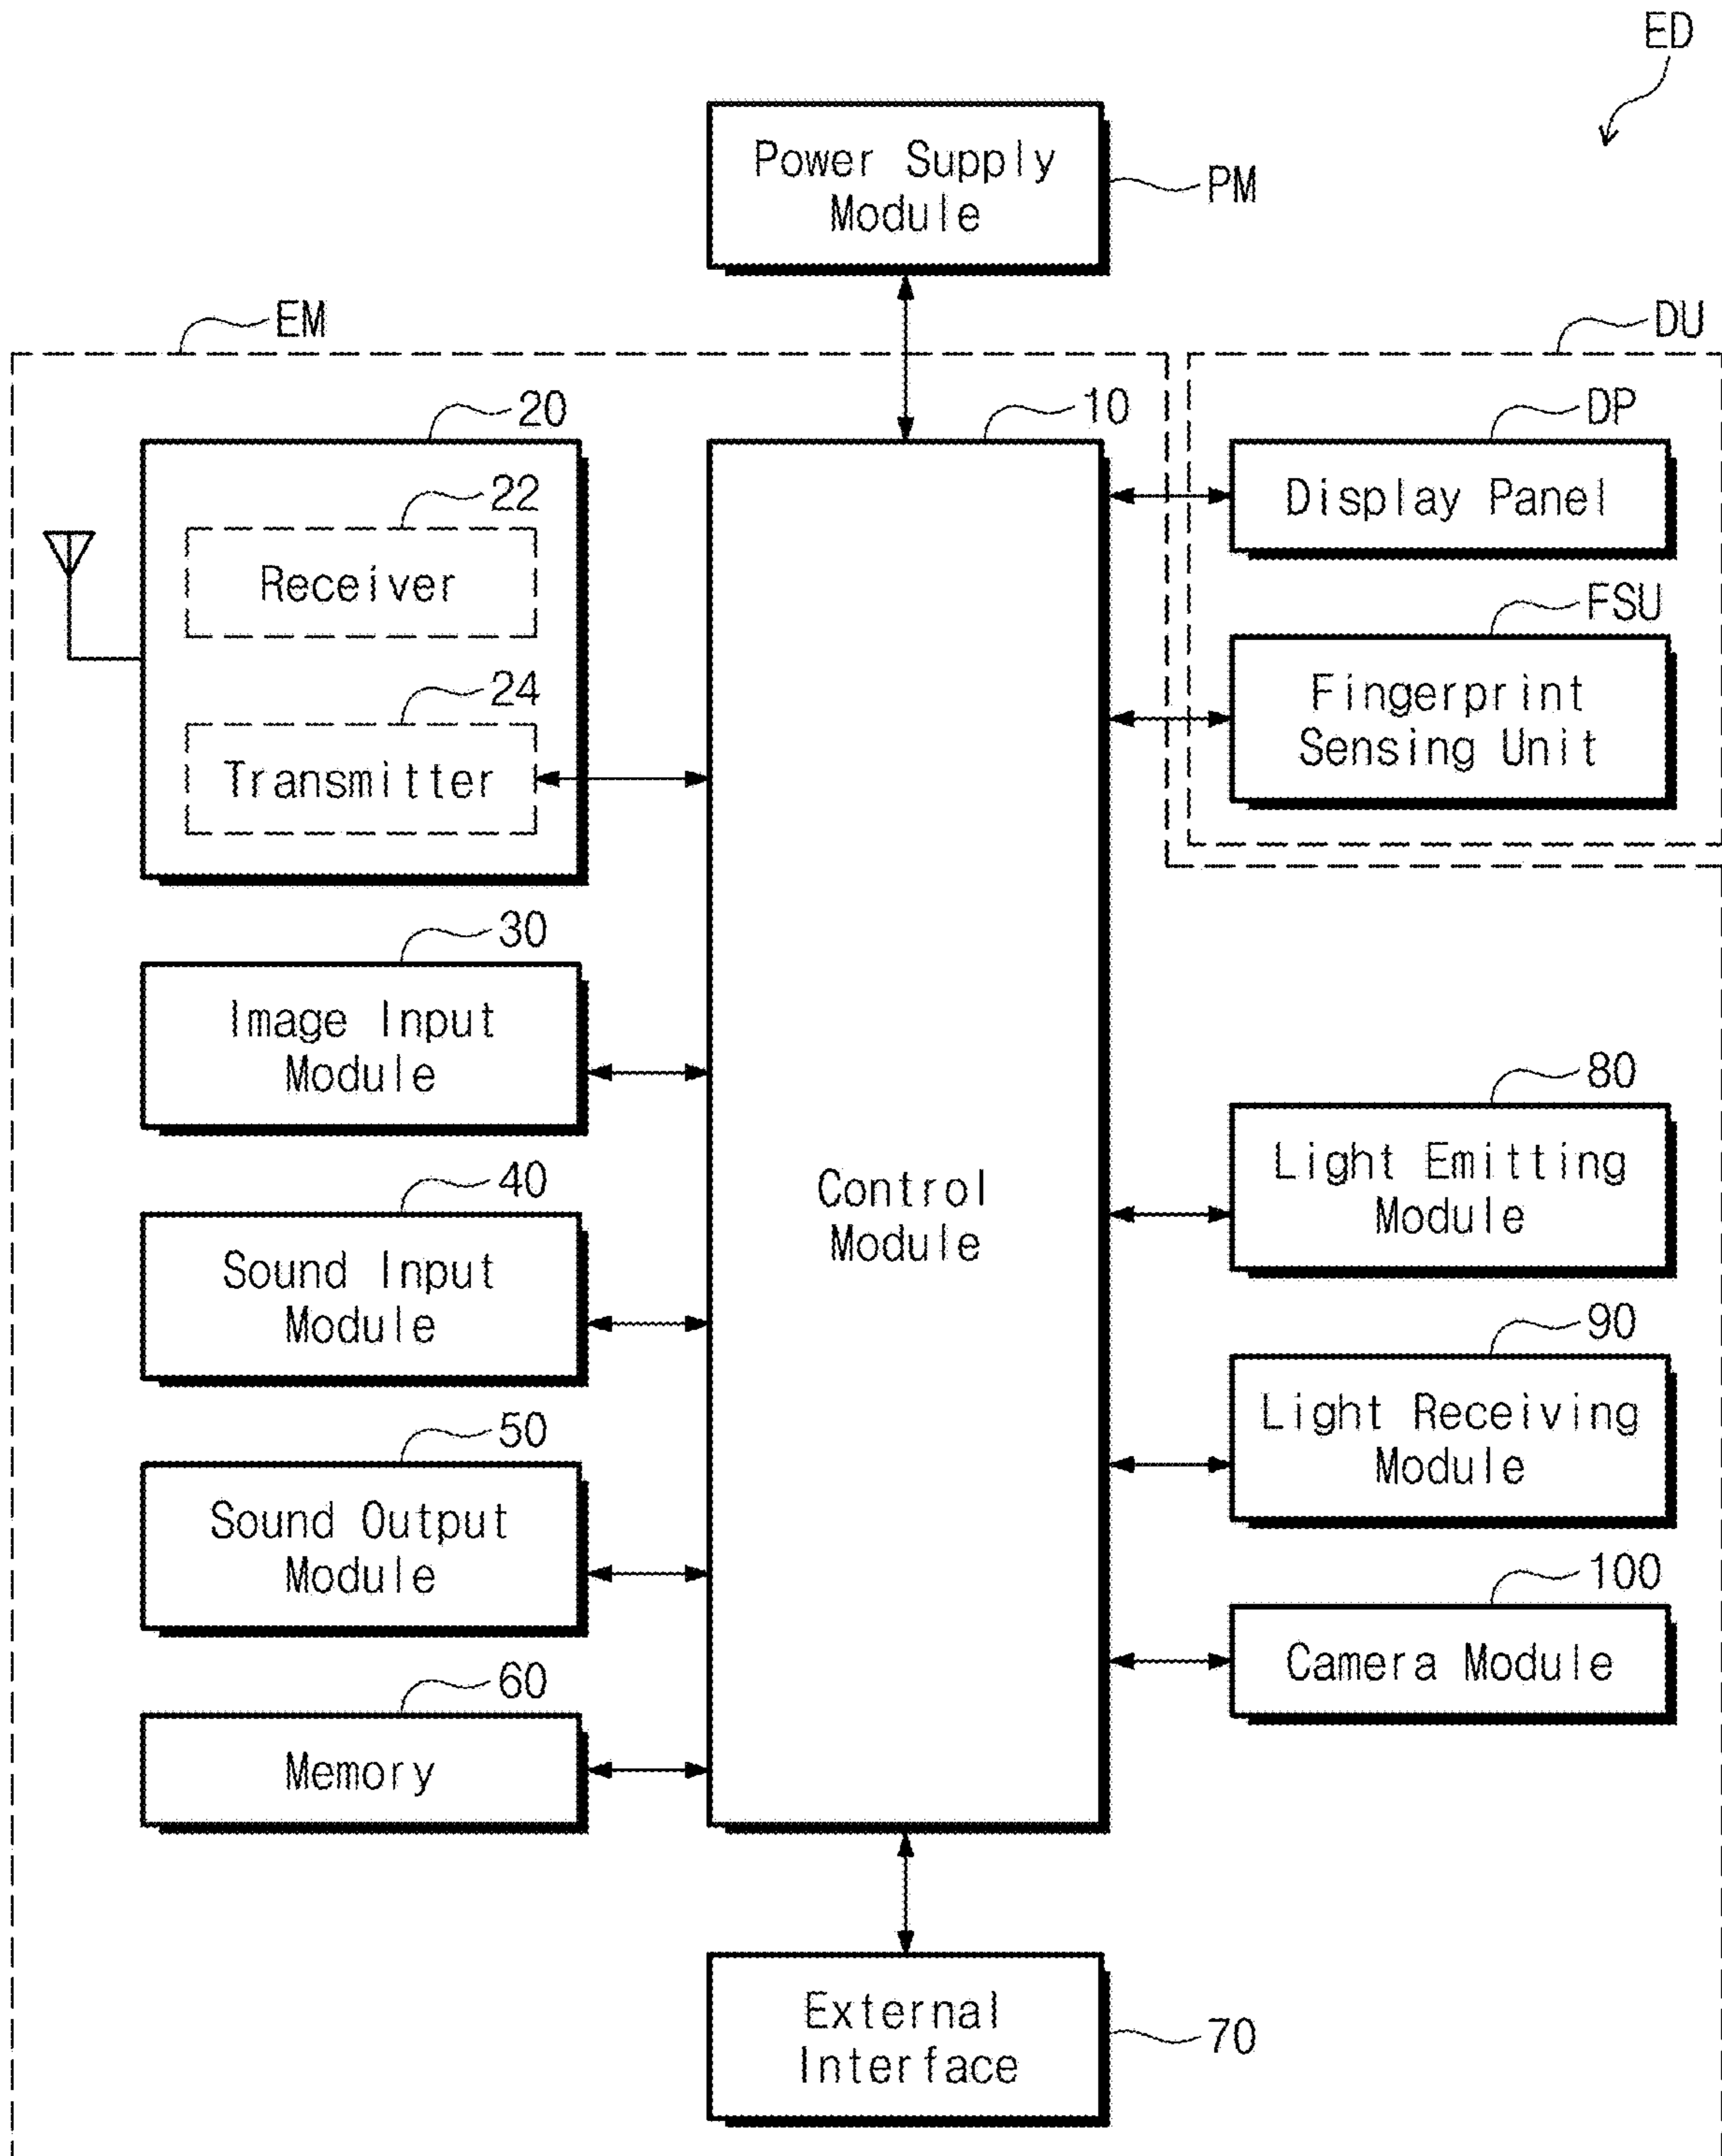 ED
Power Supply
Module
PM
EM
DU
20
10
DP
22
Display Panel
Receiver
FSU
24
Fingerprint
Sensing Unit
Transmitter
30
Image Input
Module
80
Light Emitting
Module
40
Control
Module
Sound Input
Module
90
Light Receiving
Module
50
Sound Output
Module
100
Camera Module
60
Memory
External
Interface
70